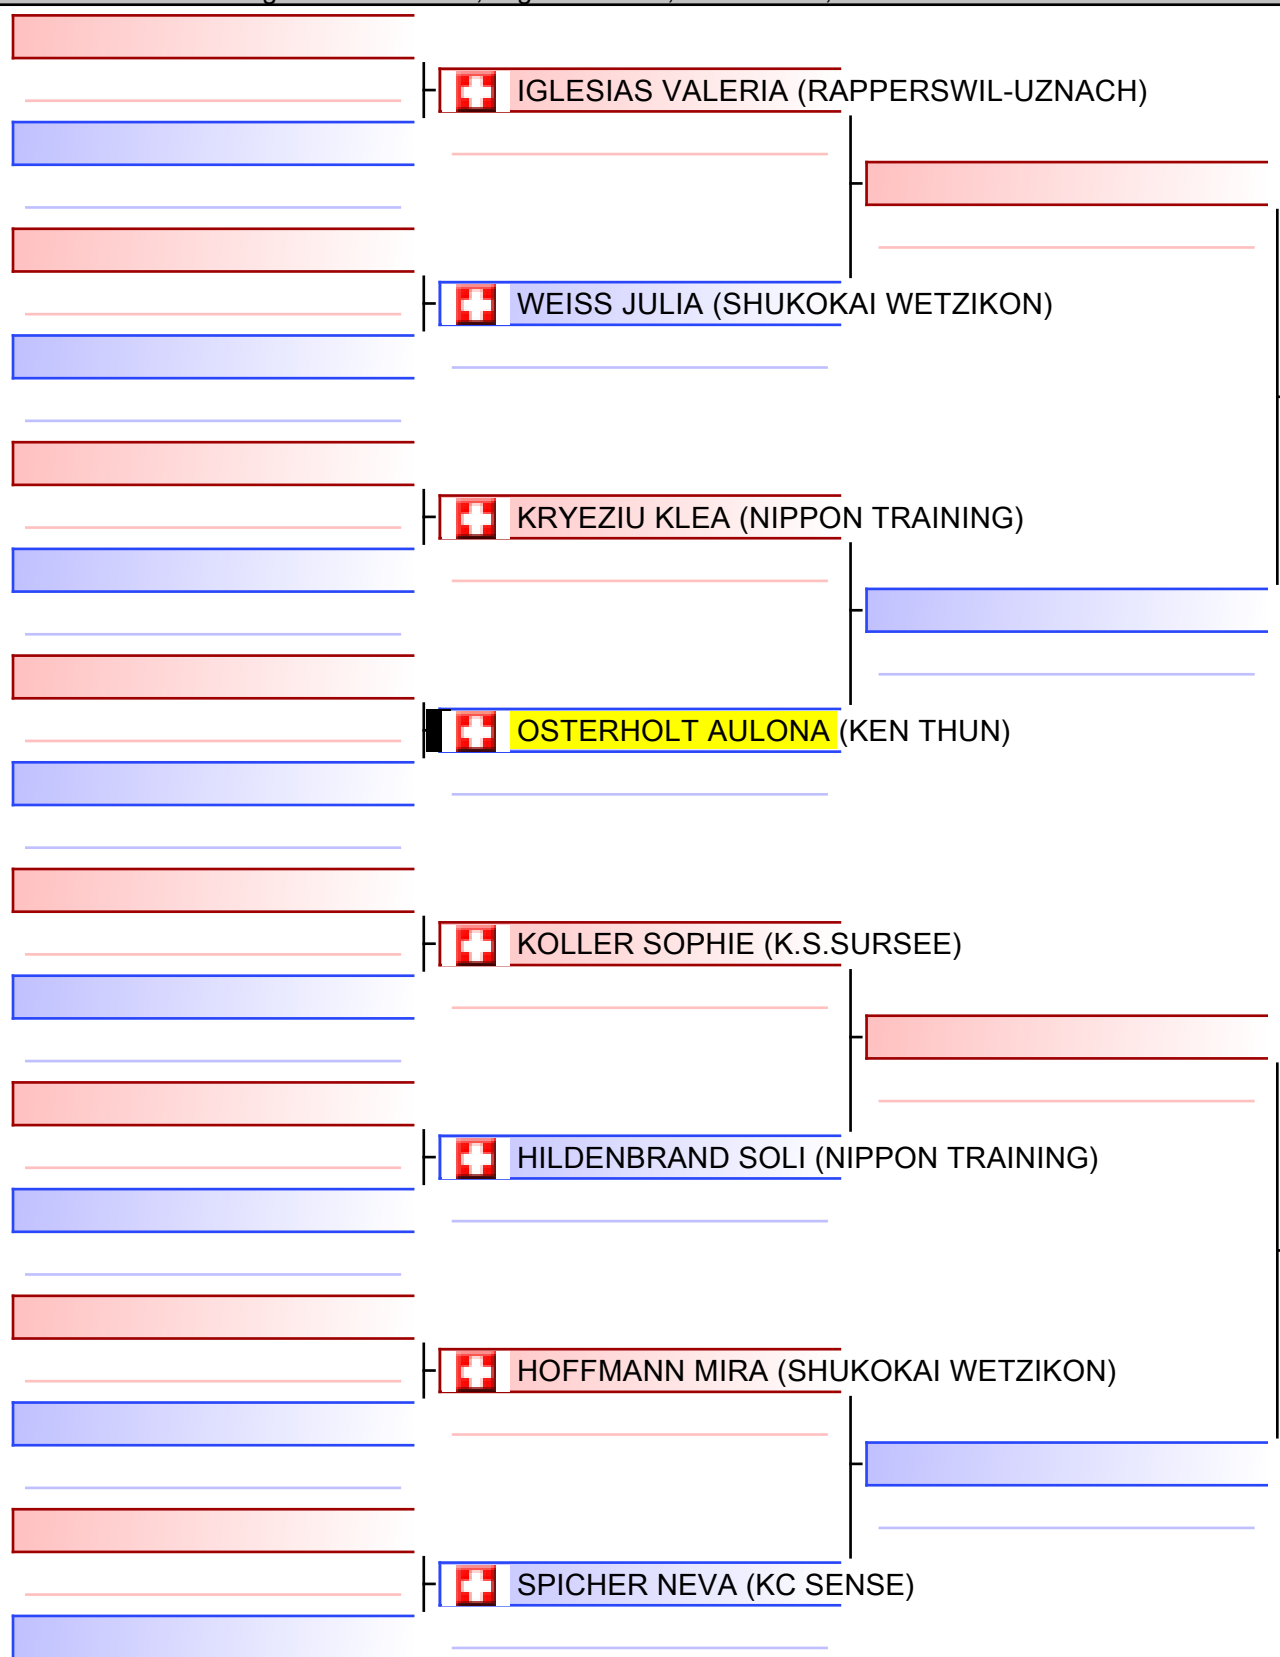 IGLESIAS VALERIA (RAPPERSWIL-UZNACH)
WEISS JULIA (SHUKOKAI WETZIKON)
KRYEZIU KLEA (NIPPON TRAINING)
OSTERHOLT AULONA (KEN THUN)
KOLLER SOPHIE (K.S.SURSEE)
HILDENBRAND SOLI (NIPPON TRAINING)
HOFFMANN MIRA (SHUKOKAI WETZIKON)
SPICHER NEVA (KC SENSE)